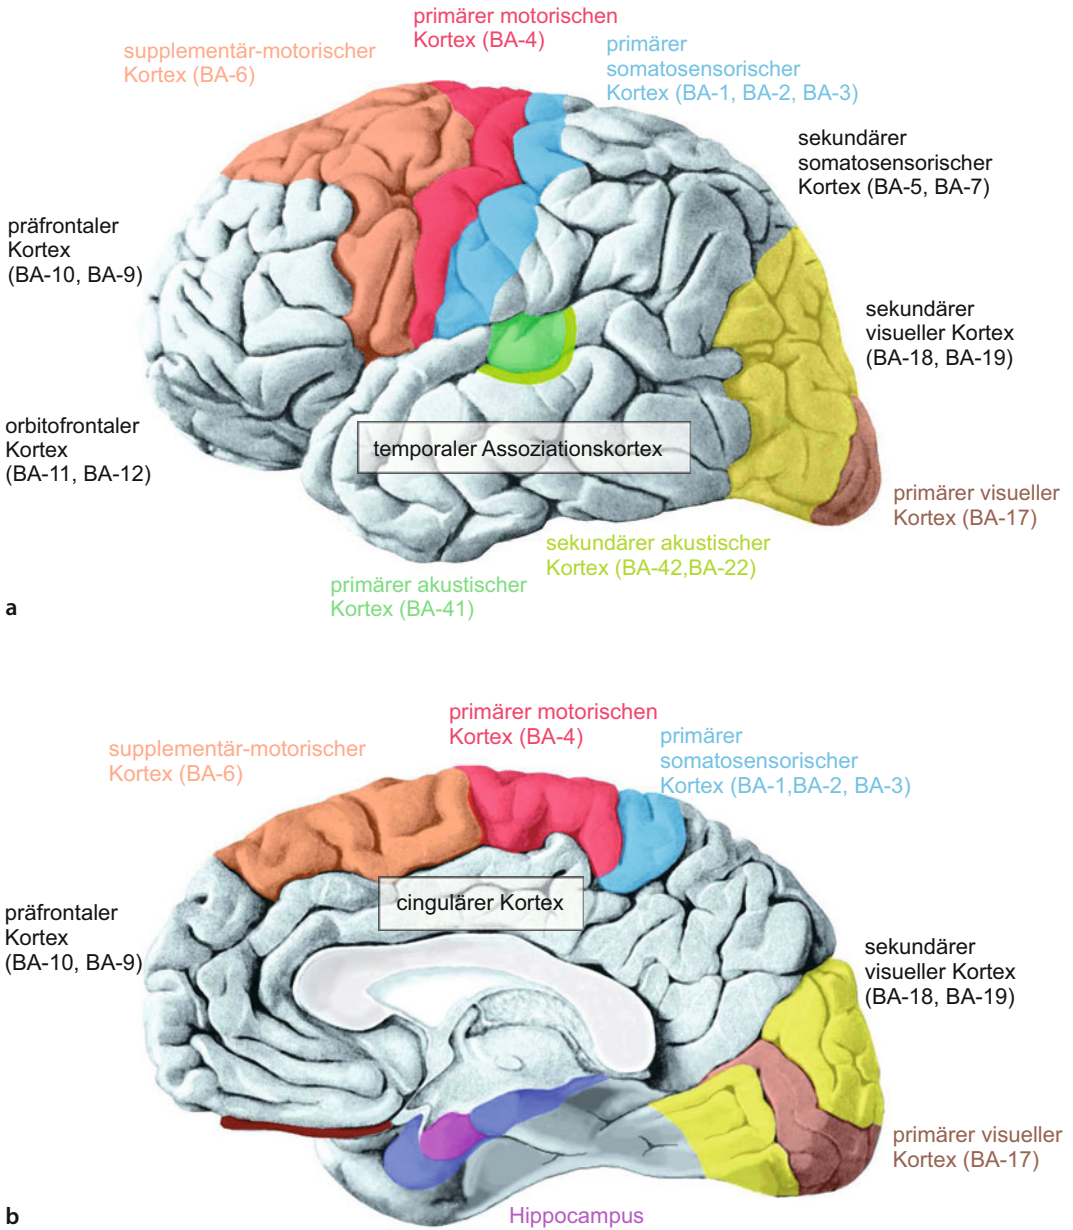 primärer motorischen
Kortex (BA-4)
supplementär-motorischer
Kortex (BA-6)
primärer
somatosensorischer
Kortex (BA-1, BA-2, BA-3)
sekundärer
somatosensorischer
Kortex (BA-5, BA-7)
präfrontaler
Kortex
(BA-10, BA-9)
sekundärer
visueller Kortex
(BA-18, BA-19)
orbitofrontaler
Kortex
(BA-11, BA-12)
temporaler Assoziationskortex
primärer visueller
Kortex (BA-17)
sekundärer akustischer
Kortex (BA-42,BA-22)
primärer akustischer
Kortex (BA-41)
a
primärer motorischen
Kortex (BA-4)
supplementär-motorischer
Kortex (BA-6)
primärer
somatosensorischer
Kortex (BA-1,BA-2, BA-3)
cingulärer Kortex
präfrontaler
Kortex
(BA-10, BA-9)
sekundärer
visueller Kortex
(BA-18, BA-19)
primärer visueller
Kortex (BA-17)
Hippocampus
b